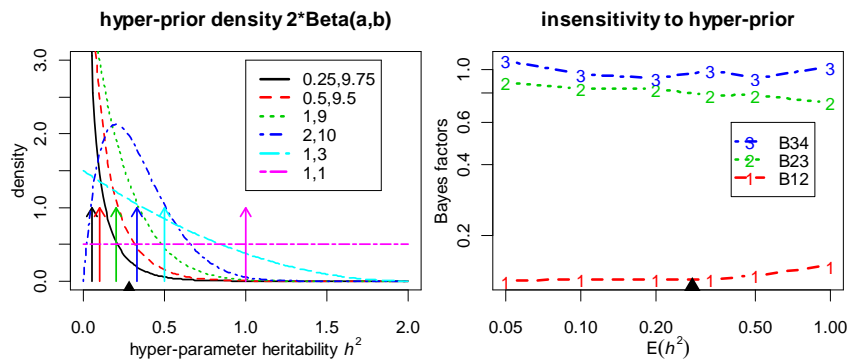 hyper-prior density 2*Beta(a,b)
density
0.0
1.0
2.0
3.0
0.25,9.75
0.5,9.5
1,9
2,10
1,3
1,1
0.0 0.5 1.0 1.5 2.0
hyper-parameter heritability h²
insensitivity to hyper-prior
Bayes factors
0.2
0.4
0.6
1.0
3 3 3 3 3 3
2 2 2 2 2 2
1 1 1 1 1 1
3 B34
2 B23
1 B12
0.05 0.10 0.20 0.50 1.00
E(h²)